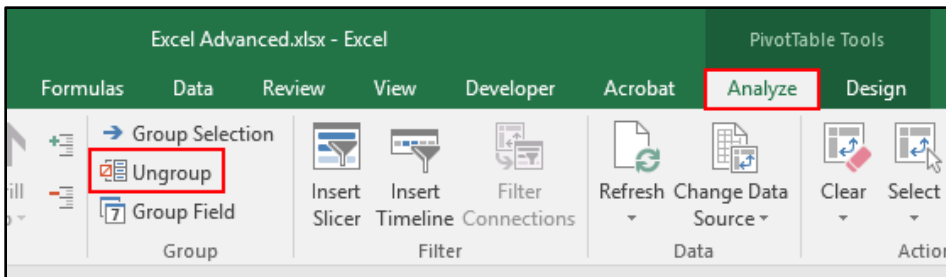 Excel Advanced.xlsx - Excel
PivotTable Tools
Formulas Data Review View Developer Acrobat Analyze Design
Group Selection
Ungroup
7 Group Field
Group
Insert Slicer
Insert Timeline
Filter Connections
Filter
Refresh
Change Data Source
Data
Clear
Select